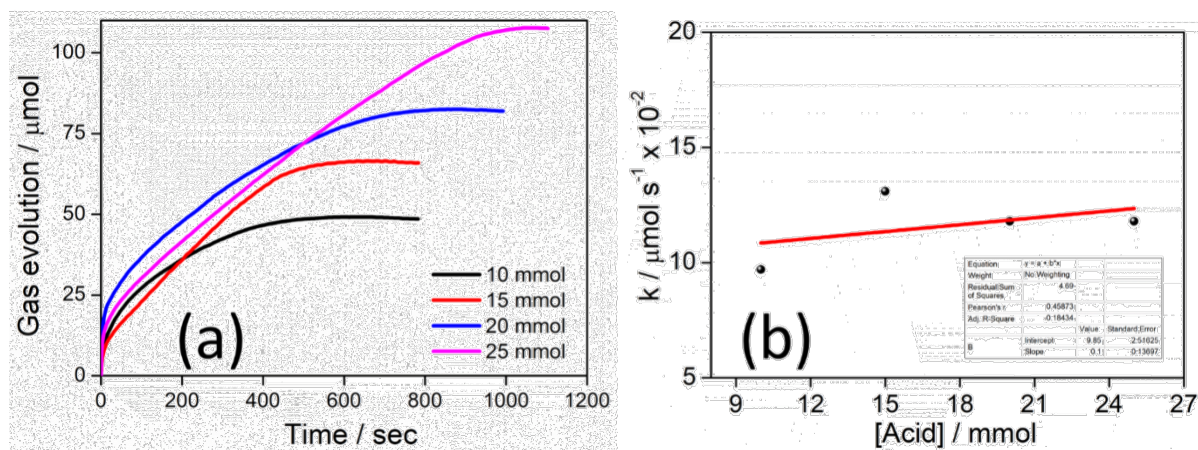 Gas evolution / μmol
100
75
50
25
0
0 200 400 600 800 1000 1200
Time / sec
(a)
10 mmol
15 mmol
20 mmol
25 mmol
k / μmol s⁻¹ x 10⁻²
20
15
10
5
9 12 15 18 21 24 27
[Acid] / mmol
(b)
Equation: y = a + b*x
Weight: No Weighting
Residual Sum of Squares 4.69
Pearson's r 0.45873
Adj. R-Square -0.18434
Value Standard Error
B Intercept 9.85 2.51625
Slope 0.1 0.13697